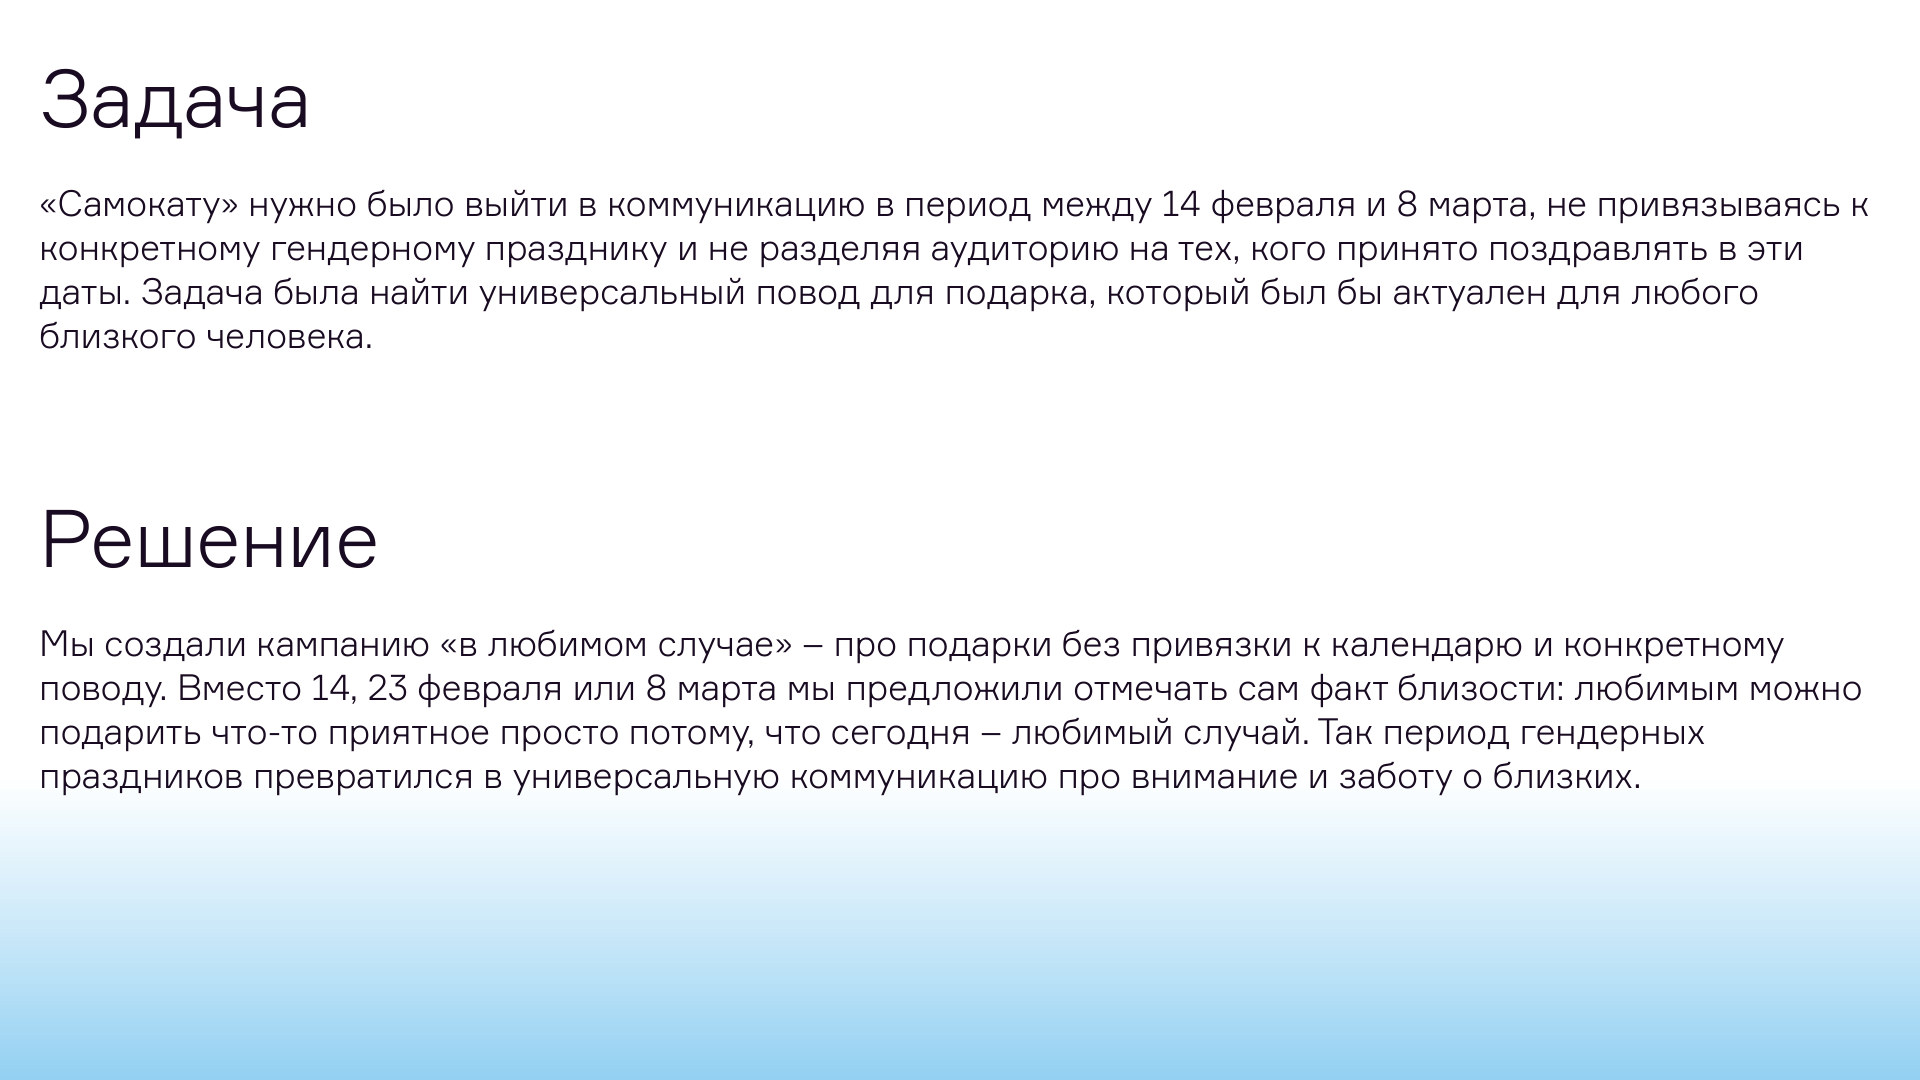 Задача
«Самокату» нужно было выйти в коммуникацию в период между 14 февраля и 8 марта, не привязываясь к
конкретному гендерному празднику и не разделяя аудиторию на тех, кого принято поздравлять в эти
даты. Задача была найти универсальный повод для подарка, который был бы актуален для любого
близкого человека.
Решение
Мы создали кампанию «в любимом случае» – про подарки без привязки к календарю и конкретному
поводу. Вместо 14, 23 февраля или 8 марта мы предложили отмечать сам факт близости: любимым можно
подарить что-то приятное просто потому, что сегодня – любимый случай. Так период гендерных
праздников превратился в универсальную коммуникацию про внимание и заботу о близких.